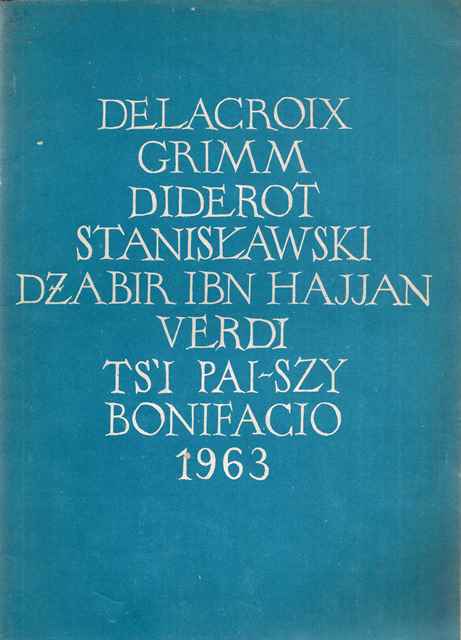 DELACROIX
GRIMM
DIDEROT
STANISŁAWSKI
DŻABIR IBN HAJJAN
VERDI
TS'I PAI-SZY
BONIFACIO
1963